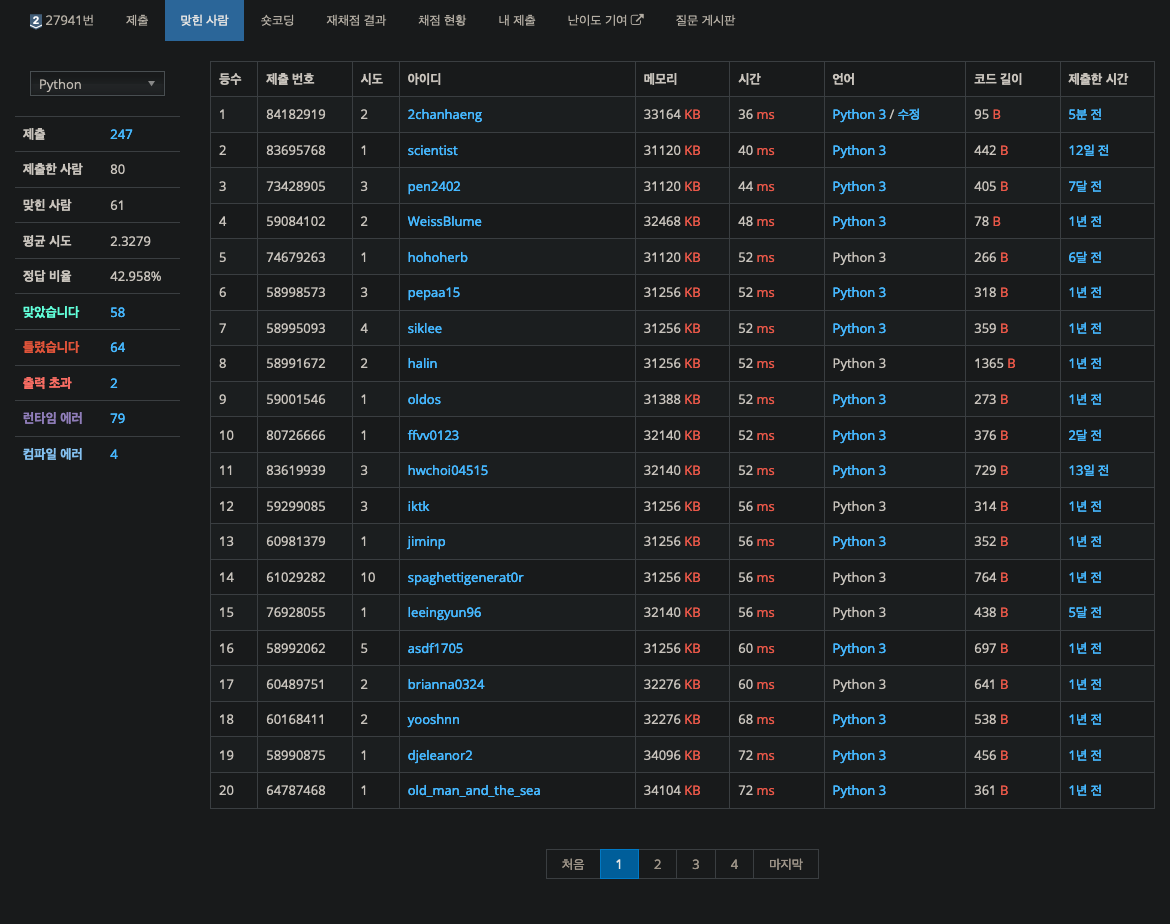 2 27941번 제출 맞힌 사람 숏코딩 재채점 결과 채점 현황 내 제출 난이도 기여 질문 게시판
Python
제출 247
제출한 사람 80
맞힌 사람 61
평균 시도 2.3279
정답 비율 42.958%
맞았습니다 58
틀렸습니다 64
출력 초과 2
런타임 에러 79
컴파일 에러 4
등수 제출 번호 시도 아이디 메모리 시간 언어 코드 길이 제출한 시간
1 84182919 2 2chanhaeng 33164 KB 36 ms Python 3 / 수정 95 B 5분 전
2 83695768 1 scientist 31120 KB 40 ms Python 3 442 B 12일 전
3 73428905 3 pen2402 31120 KB 44 ms Python 3 405 B 7달 전
4 59084102 2 WeissBlume 32468 KB 48 ms Python 3 78 B 1년 전
5 74679263 1 hohoherb 31120 KB 52 ms Python 3 266 B 6달 전
6 58998573 3 pepaa15 31256 KB 52 ms Python 3 318 B 1년 전
7 58995093 4 siklee 31256 KB 52 ms Python 3 359 B 1년 전
8 58991672 2 halin 31256 KB 52 ms Python 3 1365 B 1년 전
9 59001546 1 oldos 31388 KB 52 ms Python 3 273 B 1년 전
10 80726666 1 ffvv0123 32140 KB 52 ms Python 3 376 B 2달 전
11 83619939 3 hwchoi04515 32140 KB 52 ms Python 3 729 B 13일 전
12 59299085 3 iktk 31256 KB 56 ms Python 3 314 B 1년 전
13 60981379 1 jiminp 31256 KB 56 ms Python 3 352 B 1년 전
14 61029282 10 spaghettigenerat0r 31256 KB 56 ms Python 3 764 B 1년 전
15 76928055 1 leeingyun96 32140 KB 56 ms Python 3 438 B 5달 전
16 58992062 5 asdf1705 31256 KB 60 ms Python 3 697 B 1년 전
17 60489751 2 brianna0324 32276 KB 60 ms Python 3 641 B 1년 전
18 60168411 2 yooshnn 32276 KB 68 ms Python 3 538 B 1년 전
19 58990875 1 djeleanor2 34096 KB 72 ms Python 3 456 B 1년 전
20 64787468 1 old_man_and_the_sea 34104 KB 72 ms Python 3 361 B 1년 전
처음 1 2 3 4 마지막